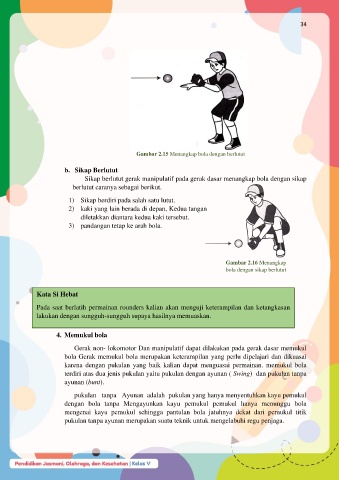 34
Gambar 2.15 Menangkap bola dengan berlutut
b. Sikap Berlutut
Sikap berlutut gerak manipulatif pada gerak dasar menangkap bola dengan sikap
berlutut caranya sebagai berikut.
1) Sikap berdiri pada salah satu lutut.
2) kaki yang lain berada di depan. Kedua tangan
diletakkan diantara kedua kaki tersebut.
3) pandangan tetap ke arah bola.
Gambar 2.16 Menangkap
bola dengan sikap berlutut
Kata Si Hebat
Pada saat berlatih permainan rounders kalian akan menguji keterampilan dan ketangkasan
lakukan dengan sungguh-sungguh supaya hasilnya memuaskan.
4. Memukul bola
Gerak non- lokomotor Dan manipulatif dapat dilakukan pada gerak dasar memukul
bola Gerak memukul bola merupakan keterampilan yang perlu dipelajari dan dikuasai
karena dengan pukulan yang baik kalian dapat menguasai permainan. memukul bola
terdiri atas dua jenis pukulan yaitu pukulan dengan ayunan ( Swing) dan pukulan tanpa
ayunan (bunt).
pukulan tanpa Ayunan adalah pukulan yang hanya menyentuhkan kayu pemukul
dengan bola tanpa Mengayunkan kayu pemukul pemukul hanya menunggu bola
mengenai kayu pemukul sehingga pantulan bola jatuhnya dekat dari pemukul titik
pukulan tanpa ayunan merupakan suatu teknik untuk mengelabuhi regu penjaga.
Pendidikan Jasmani, Olahraga, dan Kesehatan | Kelas V